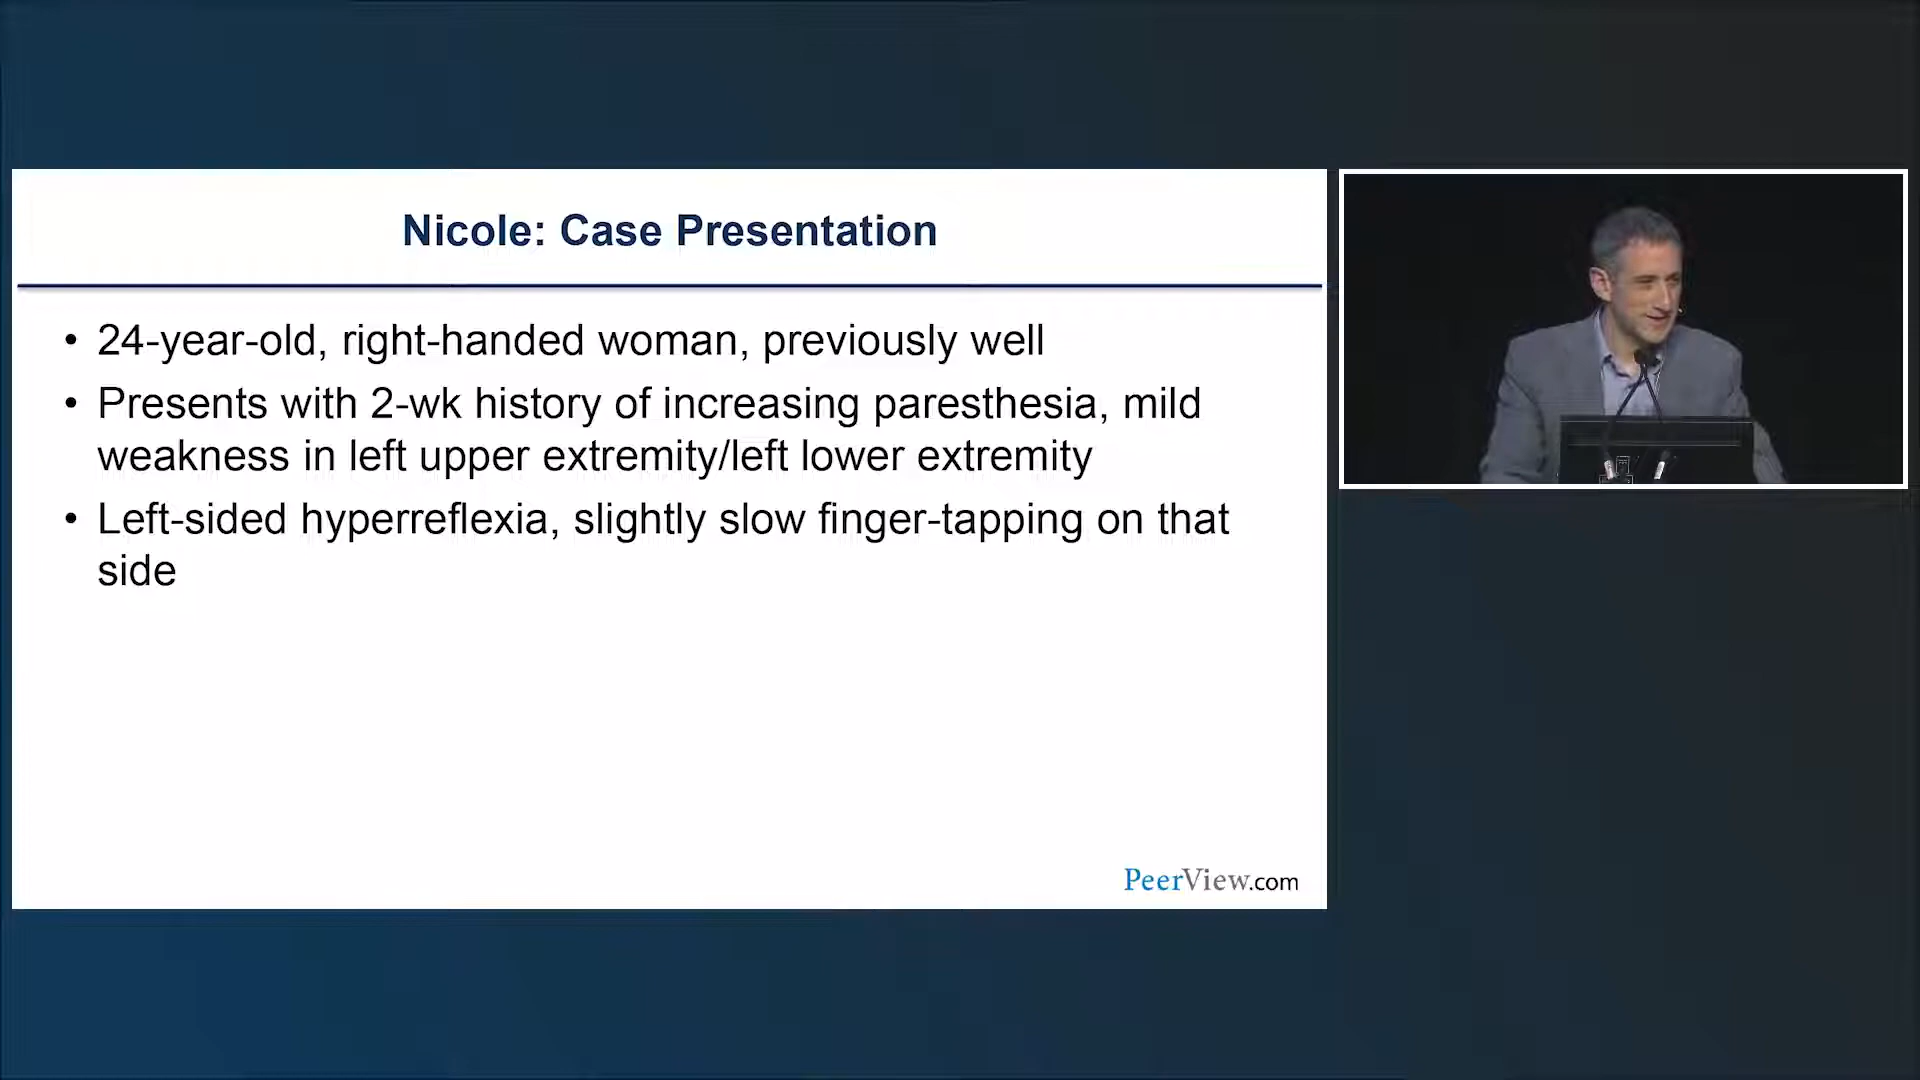 Nicole: Case Presentation
• 24-year-old, right-handed woman, previously well
• Presents with 2-wk history of increasing paresthesia, mild
weakness in left upper extremity/left lower extremity
• Left-sided hyperreflexia, slightly slow finger-tapping on that
side
PeerView.com